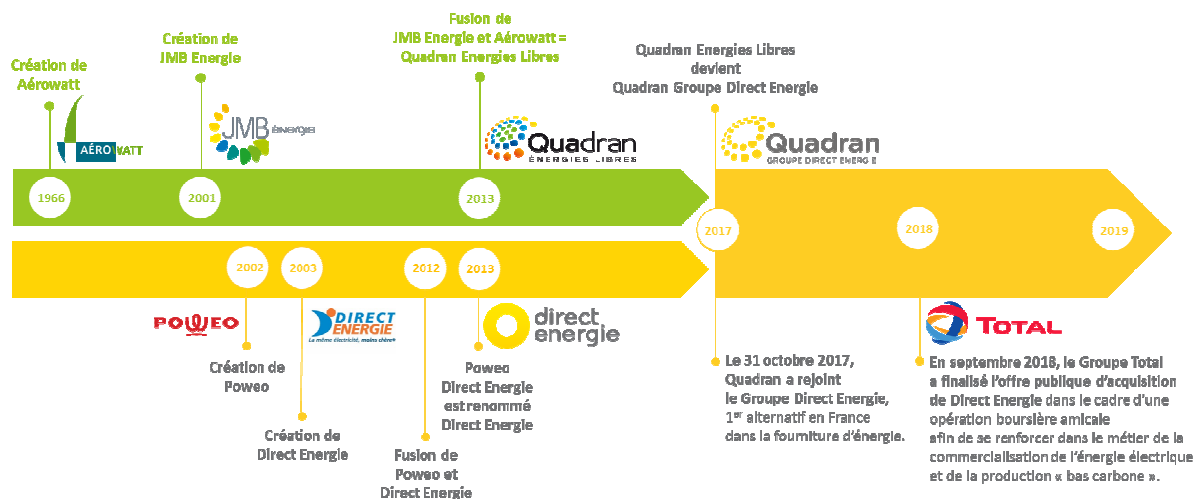 Création de
Aérowatt
AÉROWATT
Création de
JMB Energie
JMB énergie
Fusion de
JMB Energie et Aérowatt =
Quadran Energies Libres
Quadran
ÉNERGIES LIBRES
Quadran Energies Libres
devient
Quadran Groupe Direct Energie
Quadran
GROUPE DIRECT ENERGIE
1966
2001
2013
2017
2018
2019
2002
2003
2012
2013
POWEO
Création de
Poweo
DIRECT
ENERGIE
La même électricité, moins chère
Création de
Direct Energie
Fusion de
Poweo et
Direct Energie
direct
energie
Poweo
Direct Energie
est renommé
Direct Energie
Le 31 octobre 2017,
Quadran a rejoint
le Groupe Direct Energie,
1er alternatif en France
dans la fourniture d'énergie.
TOTAL
En septembre 2018, le Groupe Total
a finalisé l'offre publique d'acquisition
de Direct Energie dans le cadre d'une
opération boursière amicale
afin de se renforcer dans le métier de la
commercialisation de l'énergie électrique
et de la production « bas carbone ».